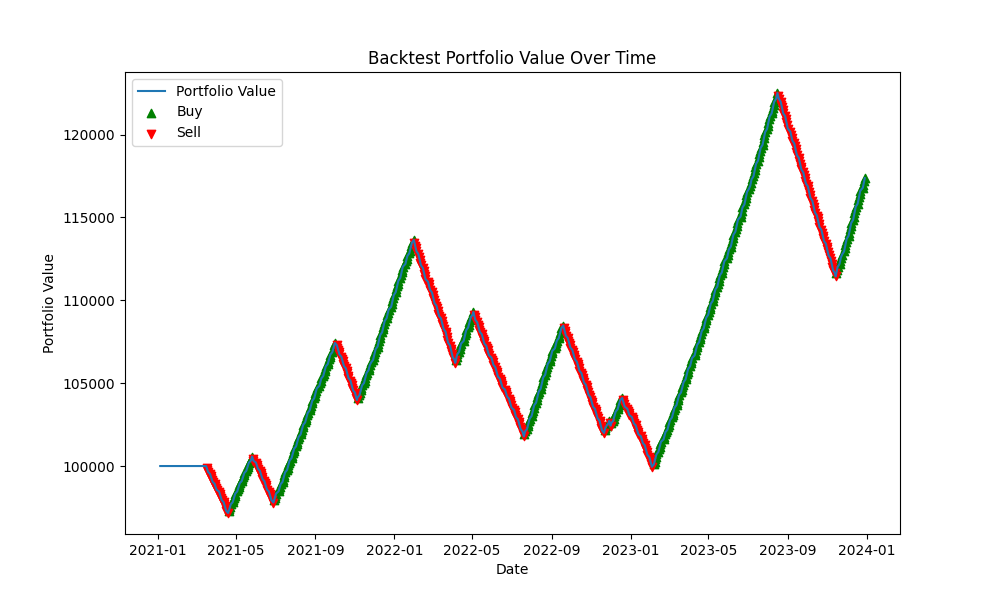 Backtest Portfolio Value Over Time
Portfolio Value
Buy
Sell
Portfolio Value
120000
115000
110000
105000
100000
2021-01
2021-05
2021-09
2022-01
2022-05
2022-09
2023-01
2023-05
2023-09
2024-01
Date